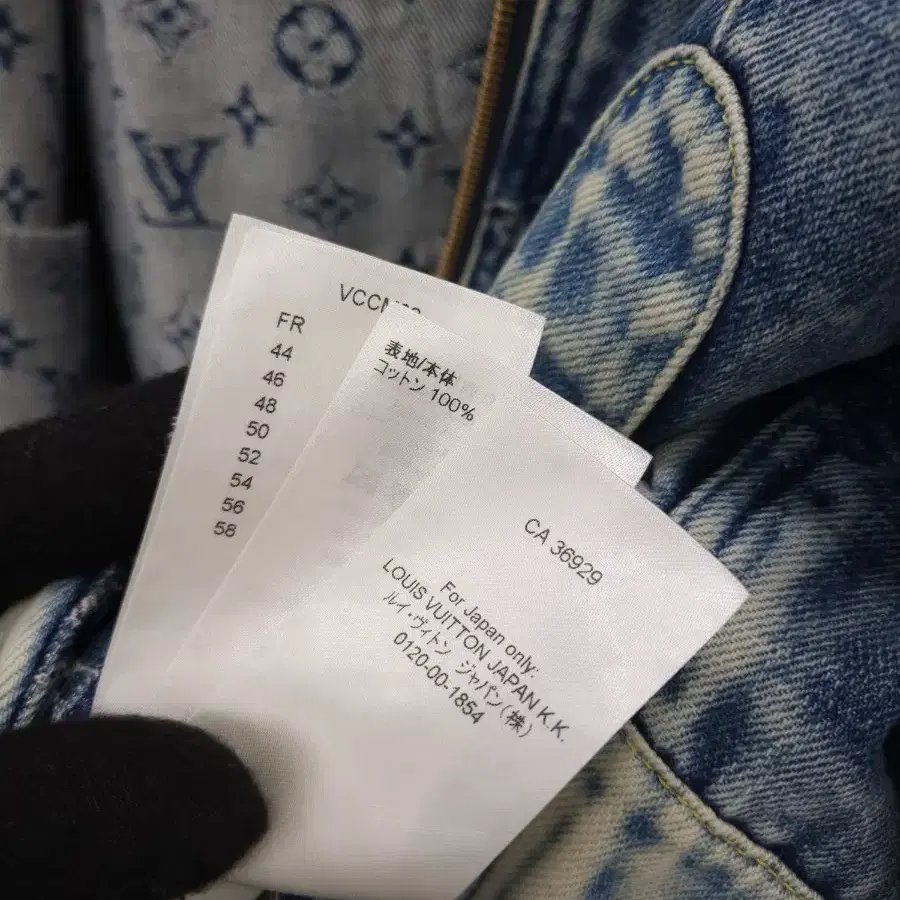 FR
44
46
48
50
52
54
56
58
表地/本体
コットン 100%
CA 36929
For Japan only:
LOUIS VUITTON JAPAN K.K.
ルイ・ヴィトン ジャパン(株)
0120-00-1854